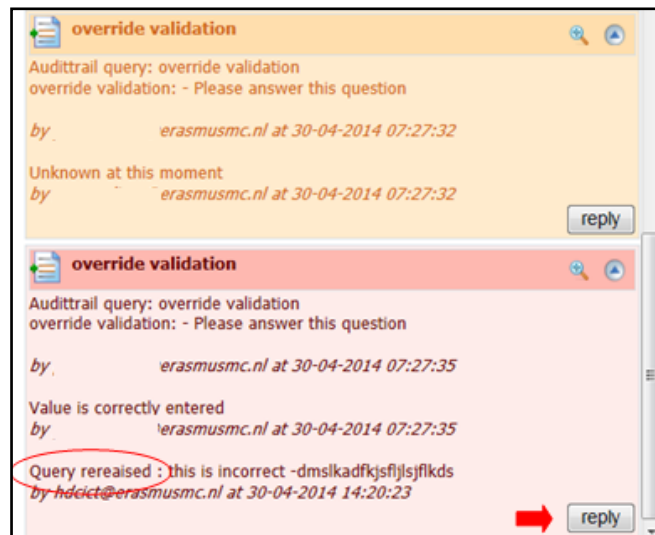 override validation
Audittrail query: override validation
override validation: - Please answer this question
by erasmusmc.nl at 30-04-2014 07:27:32
Unknown at this moment
by erasmusmc.nl at 30-04-2014 07:27:32
reply
override validation
Audittrail query: override validation
override validation: - Please answer this question
by erasmusmc.nl at 30-04-2014 07:27:35
Value is correctly entered
by erasmusmc.nl at 30-04-2014 07:27:35
Query rereaised : this is incorrect -dmslkadfkjsfljlsjflkds
by hdcict@erasmusmc.nl at 30-04-2014 14:20:23
reply